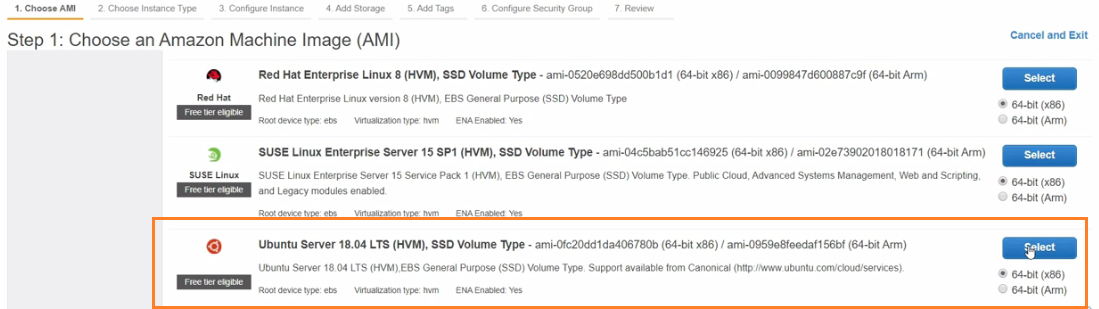 1. Choose AMI 2. Choose Instance Type 3. Configure Instance 4. Add Storage 5. Add Tags 6. Configure Security Group 7. Review
Step 1: Choose an Amazon Machine Image (AMI)
Cancel and Exit
Red Hat
Free tier eligible
Red Hat Enterprise Linux 8 (HVM), SSD Volume Type - ami-0520e698dd500b1d1 (64-bit x86) / ami-0099847d600887c9f (64-bit Arm)
Red Hat Enterprise Linux version 8 (HVM), EBS General Purpose (SSD) Volume Type
Root device type: ebs Virtualization type: hvm ENA Enabled: Yes
Select
64-bit (x86)
64-bit (Arm)
SUSE Linux
Free tier eligible
SUSE Linux Enterprise Server 15 SP1 (HVM), SSD Volume Type - ami-04c5bab51cc146925 (64-bit x86) / ami-02e73902018018171 (64-bit Arm)
SUSE Linux Enterprise Server 15 Service Pack 1 (HVM), EBS General Purpose (SSD) Volume Type. Public Cloud, Advanced Systems Management, Web and Scripting,
and Legacy modules enabled.
Root device type: ebs Virtualization type: hvm ENA Enabled: Yes
Select
64-bit (x86)
64-bit (Arm)
Free tier eligible
Ubuntu Server 18.04 LTS (HVM), SSD Volume Type - ami-0fc20dd1da406780b (64-bit x86) / ami-0959e8feedaf156bf (64-bit Arm)
Ubuntu Server 18.04 LTS (HVM),EBS General Purpose (SSD) Volume Type. Support available from Canonical (http://www.ubuntu.com/cloud/services).
Root device type: ebs Virtualization type: hvm ENA Enabled: Yes
Select
64-bit (x86)
64-bit (Arm)